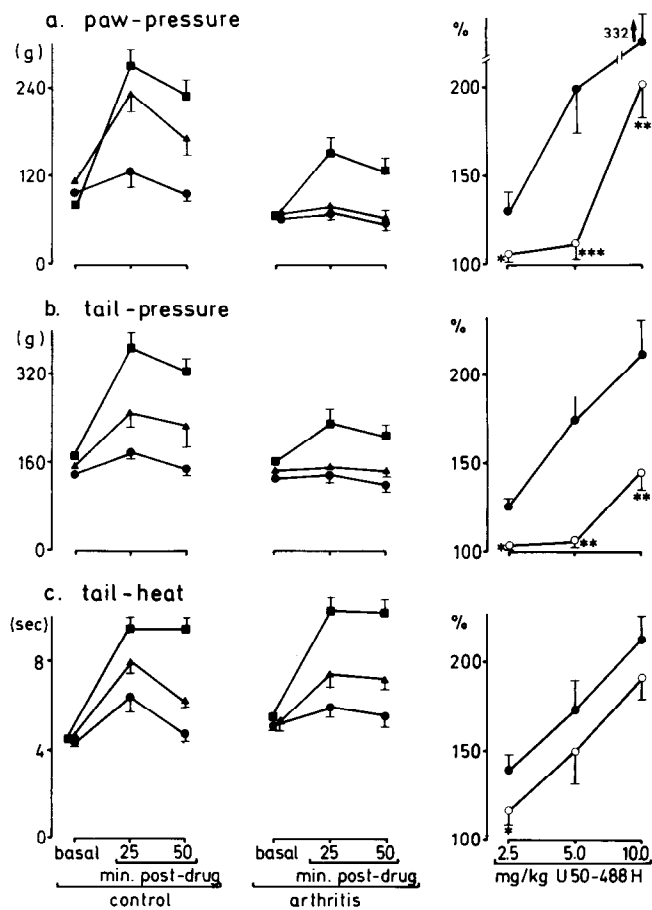 a. paw-pressure
(g)
240
120
0
%
332
200
150
100
*
***
**
b. tail-pressure
(g)
320
160
0
%
200
150
100
*
**
**
c. tail-heat
(sec)
8
4
0
%
200
150
100
*
basal 25 50
min. post-drug
control
basal 25 50
min. post-drug
arthritis
2.5 5.0 10.0
mg/kg U50-488H